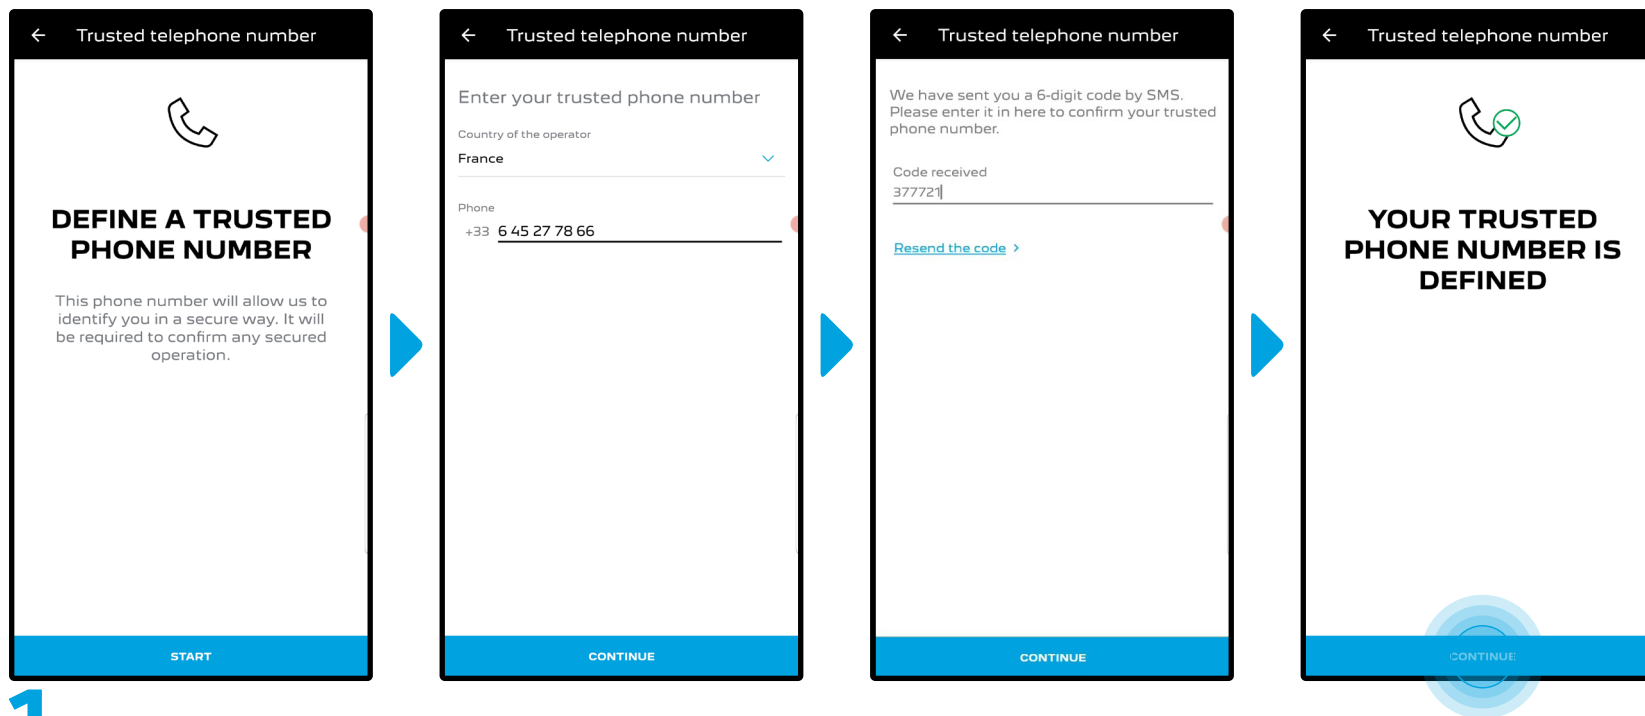 Trusted telephone number
DEFINE A TRUSTED
PHONE NUMBER
This phone number will allow us to
identify you in a secure way. It will
be required to confirm any secured
operation.
START
1
Trusted telephone number
Enter your trusted phone number
Country of the operator
France
Phone
+33 6 45 27 78 66
CONTINUE
Trusted telephone number
We have sent you a 6-digit code by SMS.
Please enter it in here to confirm your trusted
phone number.
Code received
377721
Resend the code >
CONTINUE
Trusted telephone number
YOUR TRUSTED
PHONE NUMBER IS
DEFINED
CONTINUE